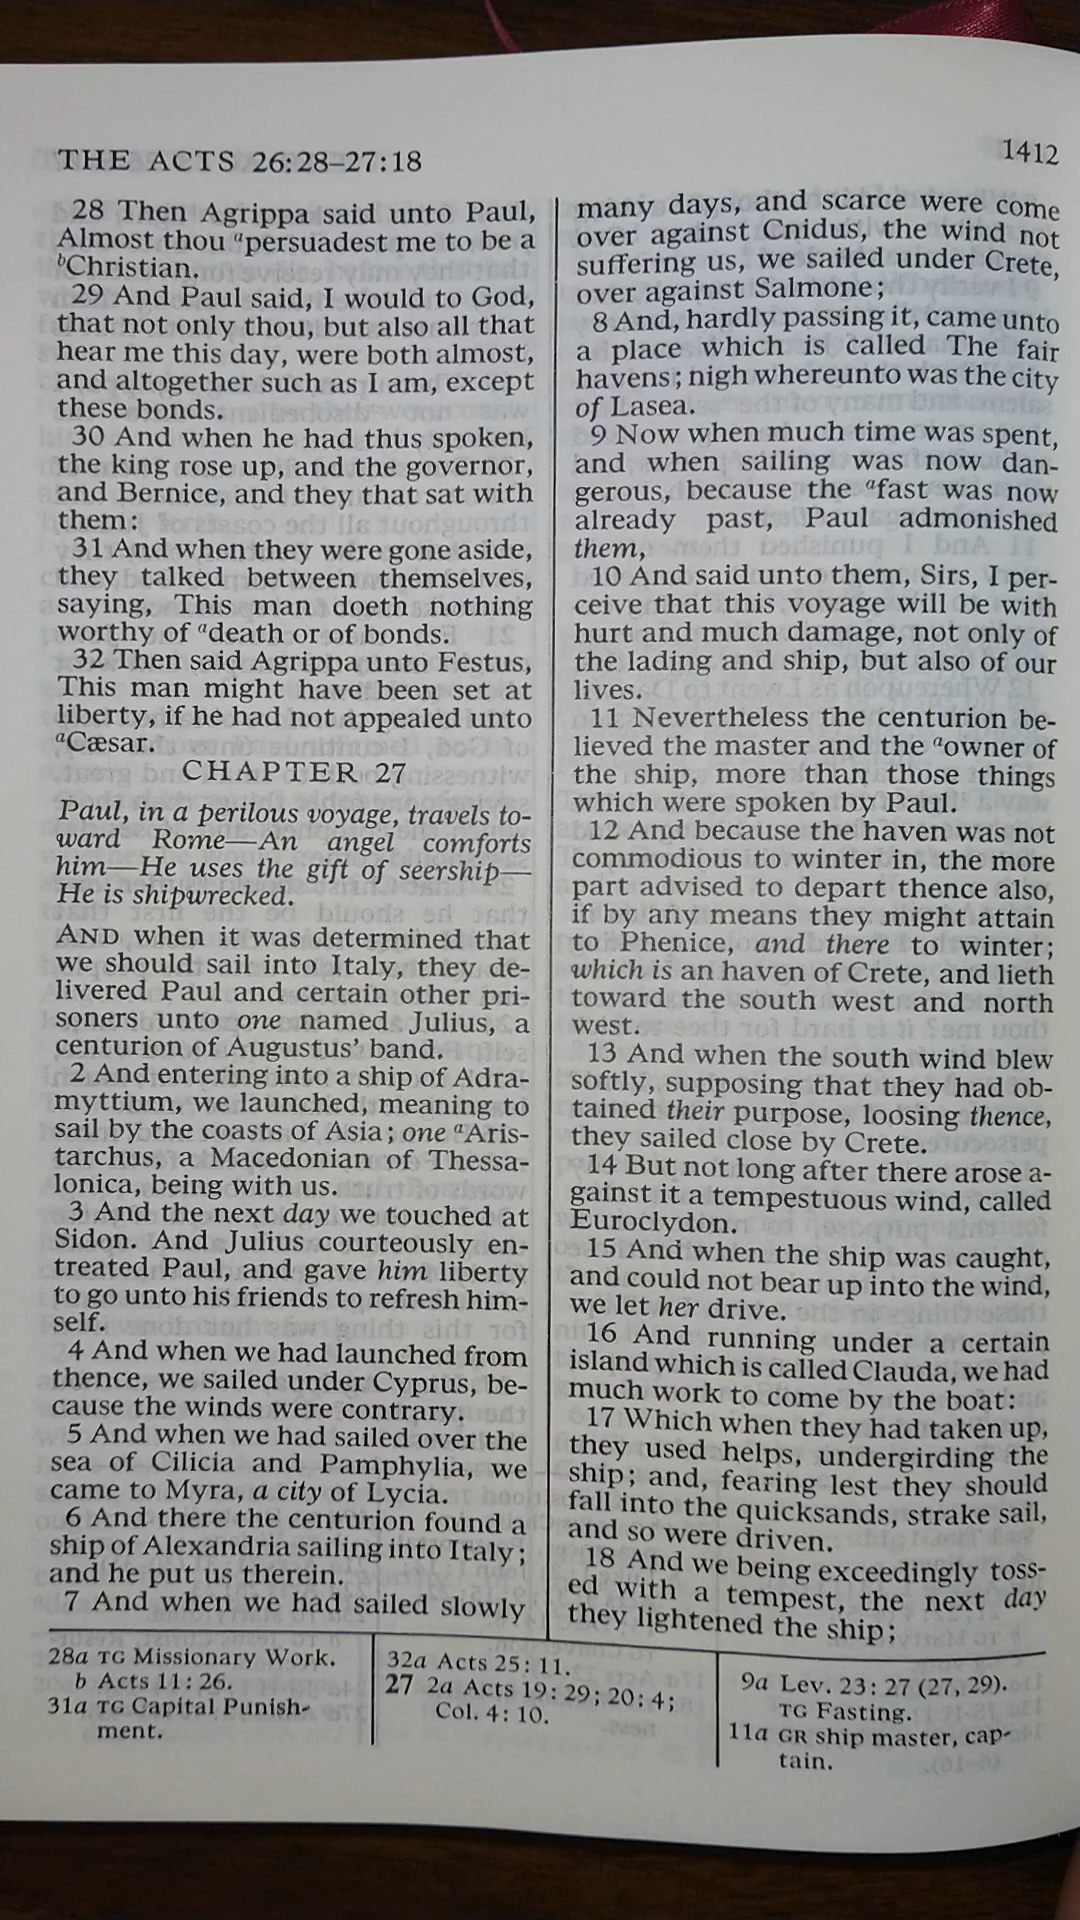 THE ACTS 26:28–27:18
1412
28 Then Agrippa said unto Paul,
Almost thou ᵃpersuadest me to be a
ᵇChristian.
29 And Paul said, I would to God,
that not only thou, but also all that
hear me this day, were both almost,
and altogether such as I am, except
these bonds.
30 And when he had thus spoken,
the king rose up, and the governor,
and Bernice, and they that sat with
them:
31 And when they were gone aside,
they talked between themselves,
saying, This man doeth nothing
worthy of ᵃdeath or of bonds.
32 Then said Agrippa unto Festus,
This man might have been set at
liberty, if he had not appealed unto
ᵃCæsar.
CHAPTER 27
Paul, in a perilous voyage, travels to-
ward Rome—An angel comforts
him—He uses the gift of seership—
He is shipwrecked.
AND when it was determined that
we should sail into Italy, they de-
livered Paul and certain other pri-
soners unto one named Julius, a
centurion of Augustus’ band.
2 And entering into a ship of Adra-
myttium, we launched, meaning to
sail by the coasts of Asia; one ᵃAris-
tarchus, a Macedonian of Thessa-
lonica, being with us.
3 And the next day we touched at
Sidon. And Julius courteously en-
treated Paul, and gave him liberty
to go unto his friends to refresh him-
self.
4 And when we had launched from
thence, we sailed under Cyprus, be-
cause the winds were contrary.
5 And when we had sailed over the
sea of Cilicia and Pamphylia, we
came to Myra, a city of Lycia.
6 And there the centurion found a
ship of Alexandria sailing into Italy;
and he put us therein.
7 And when we had sailed slowly
many days, and scarce were come
over against Cnidus, the wind not
suffering us, we sailed under Crete,
over against Salmone;
8 And, hardly passing it, came unto
a place which is called The fair
havens; nigh whereunto was the city
of Lasea.
9 Now when much time was spent,
and when sailing was now dan-
gerous, because the ᵃfast was now
already past, Paul admonished
them,
10 And said unto them, Sirs, I per-
ceive that this voyage will be with
hurt and much damage, not only of
the lading and ship, but also of our
lives.
11 Nevertheless the centurion be-
lieved the master and the ᵃowner of
the ship, more than those things
which were spoken by Paul.
12 And because the haven was not
commodious to winter in, the more
part advised to depart thence also,
if by any means they might attain
to Phenice, and there to winter;
which is an haven of Crete, and lieth
toward the south west and north
west.
13 And when the south wind blew
softly, supposing that they had ob-
tained their purpose, loosing thence,
they sailed close by Crete.
14 But not long after there arose a-
gainst it a tempestuous wind, called
Euroclydon.
15 And when the ship was caught,
and could not bear up into the wind,
we let her drive.
16 And running under a certain
island which is called Clauda, we had
much work to come by the boat:
17 Which when they had taken up,
they used helps, undergirding the
ship; and, fearing lest they should
fall into the quicksands, strake sail,
and so were driven.
18 And we being exceedingly toss-
ed with a tempest, the next day
they lightened the ship;
28a TG Missionary Work.
b Acts 11: 26.
31a TG Capital Punish-
ment.
32a Acts 25: 11.
27 2a Acts 19: 29; 20: 4;
Col. 4: 10.
9a Lev. 23: 27 (27, 29).
TG Fasting.
11a GR ship master, cap-
tain.